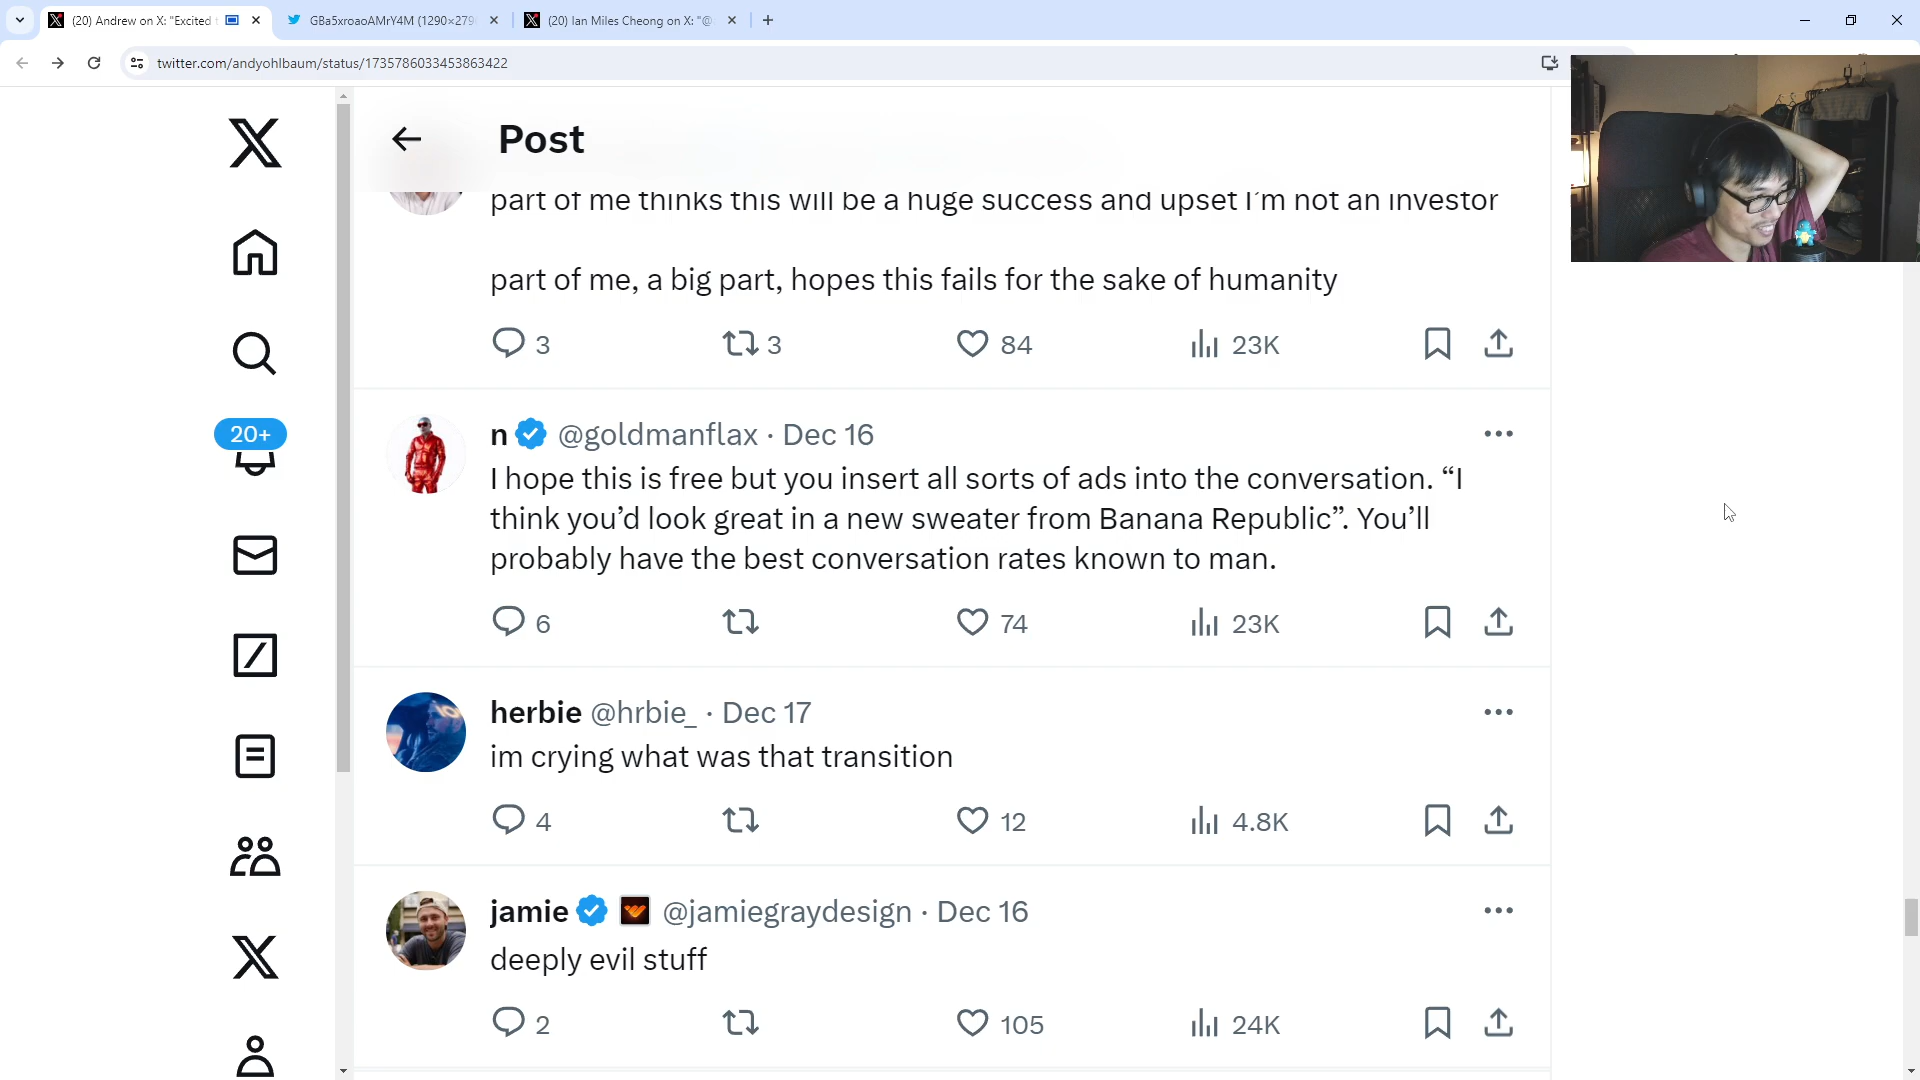 (20) Andrew on X: "Excited
GBa5xroaoAMrY4M (1290×279
(20) Ian Miles Cheong on X: "@
twitter.com/andyohlbaum/status/1735786033453863422
Post
part of me thinks this will be a huge success and upset I'm not an investor
part of me, a big part, hopes this fails for the sake of humanity
3 3 84 23K
20+
n @goldmanflax · Dec 16
I hope this is free but you insert all sorts of ads into the conversation. “I
think you’d look great in a new sweater from Banana Republic”. You’ll
probably have the best conversation rates known to man.
6 74 23K
herbie @hrbie_ · Dec 17
im crying what was that transition
4 12 4.8K
jamie @jamiegraydesign · Dec 16
deeply evil stuff
2 105 24K